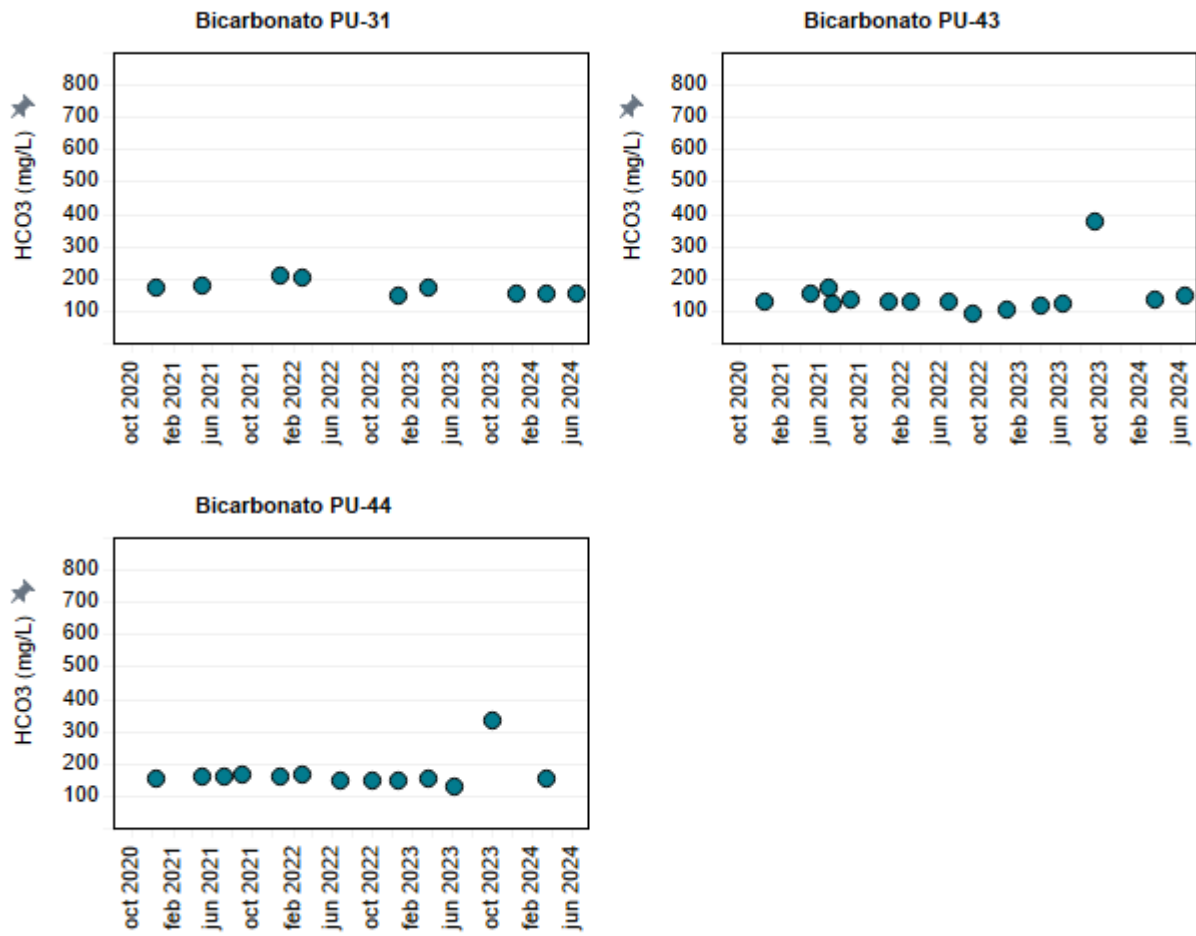 Bicarbonato PU-31
HCO3 (mg/L)
800
700
600
500
400
300
200
100
oct 2020
feb 2021
jun 2021
oct 2021
feb 2022
jun 2022
oct 2022
feb 2023
jun 2023
oct 2023
feb 2024
jun 2024
Bicarbonato PU-43
HCO3 (mg/L)
800
700
600
500
400
300
200
100
oct 2020
feb 2021
jun 2021
oct 2021
feb 2022
jun 2022
oct 2022
feb 2023
jun 2023
oct 2023
feb 2024
jun 2024
Bicarbonato PU-44
HCO3 (mg/L)
800
700
600
500
400
300
200
100
oct 2020
feb 2021
jun 2021
oct 2021
feb 2022
jun 2022
oct 2022
feb 2023
jun 2023
oct 2023
feb 2024
jun 2024